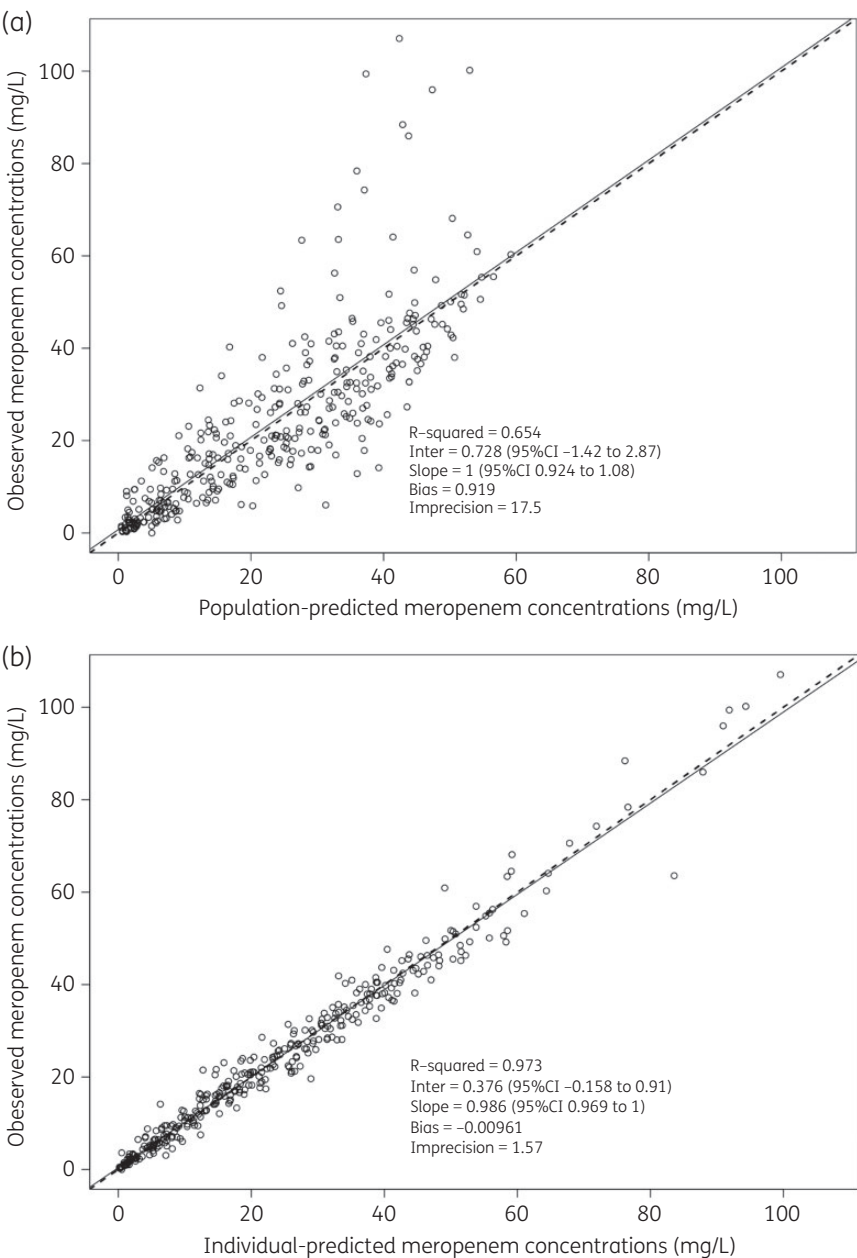 (a)
Obeserved meropenem concentrations (mg/L)
100
80
60
40
20
0
R-squared = 0.654
Inter = 0.728 (95%CI -1.42 to 2.87)
Slope = 1 (95%CI 0.924 to 1.08)
Bias = 0.919
Imprecision = 17.5
0 20 40 60 80 100
Population-predicted meropenem concentrations (mg/L)
(b)
Obeserved meropenem concentrations (mg/L)
100
80
60
40
20
0
R-squared = 0.973
Inter = 0.376 (95%CI -0.158 to 0.91)
Slope = 0.986 (95%CI 0.969 to 1)
Bias = -0.00961
Imprecision = 1.57
0 20 40 60 80 100
Individual-predicted meropenem concentrations (mg/L)